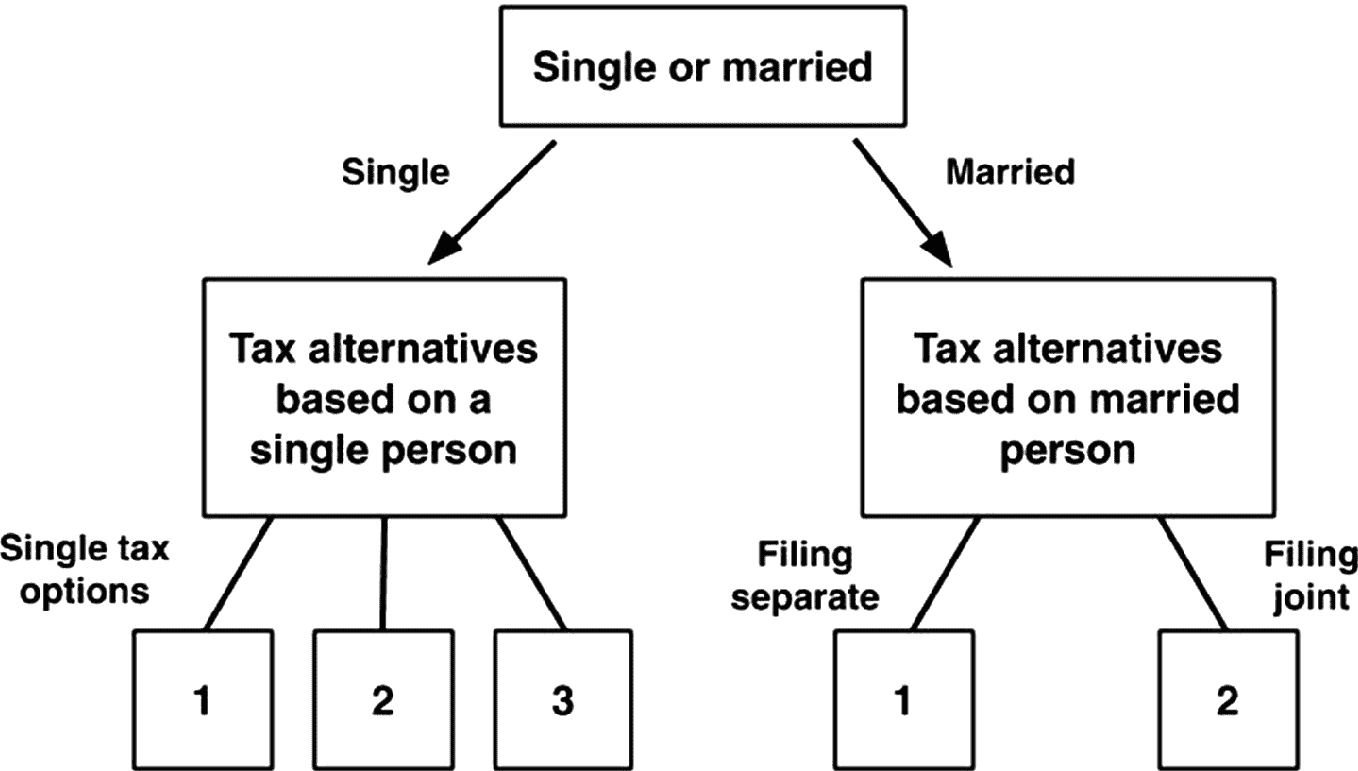 Single or married
Single
Married
Tax alternatives
based on a
single person
Tax alternatives
based on married
person
Single tax
options
Filing
separate
Filing
joint
1
2
3
1
2